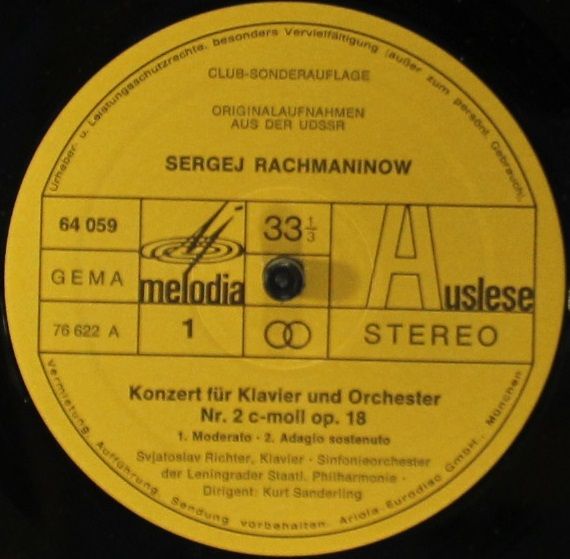 Urheber- u. Leistungsschutzrechte, besonders Vervielfältigung (außer zum persönl. Gebrauch),
CLUB-SONDERAUFLAGE
ORIGINALAUFNAHMEN
AUS DER UDSSR
SERGEJ RACHMANINOW
64 059
GEMA
76 622 A
melodia
1
33 1/3
Auslese
STEREO
Konzert für Klavier und Orchester
Nr. 2 c-moll op. 18
1. Moderato · 2. Adagio sostenuto
Svjatoslav Richter, Klavier · Sinfonieorchester
der Leningrader Staatl. Philharmonie ·
Dirigent: Kurt Sanderling
Vermietung, Aufführung, Sendung vorbehalten. Ariola Eurodisc GmbH., München